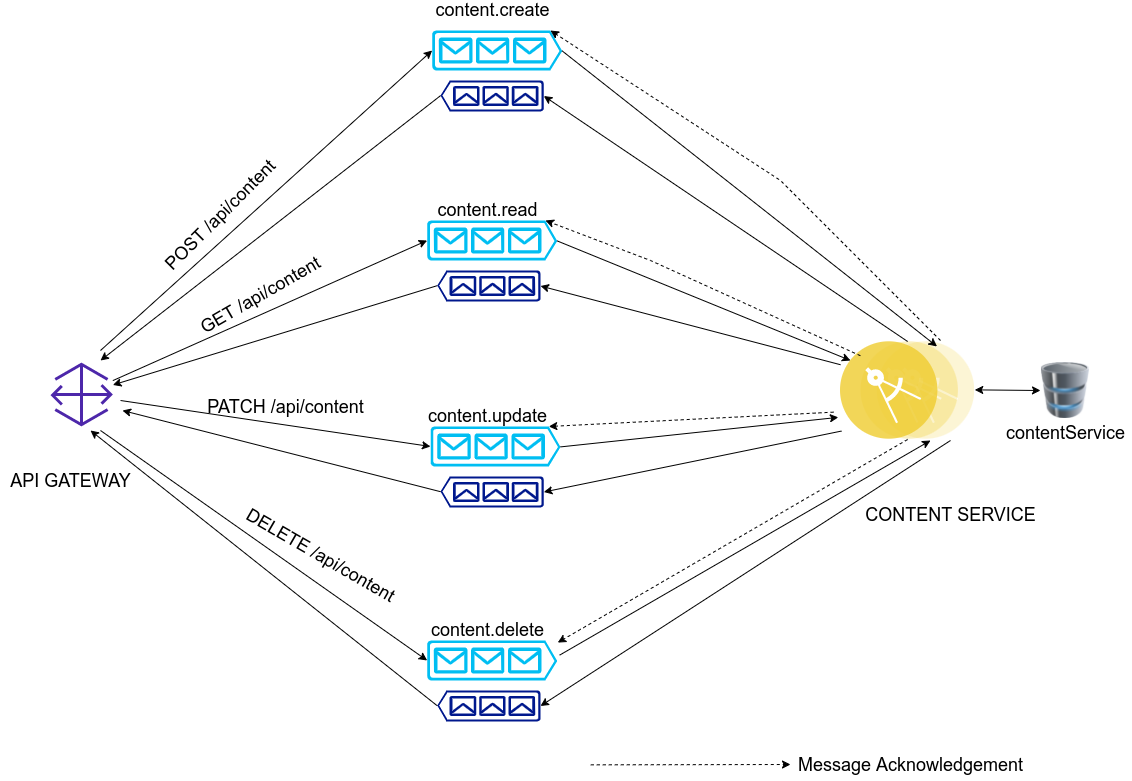 content.create
POST /api/content
content.read
GET /api/content
PATCH /api/content
content.update
contentService
API GATEWAY
CONTENT SERVICE
DELETE /api/content
content.delete
Message Acknowledgement